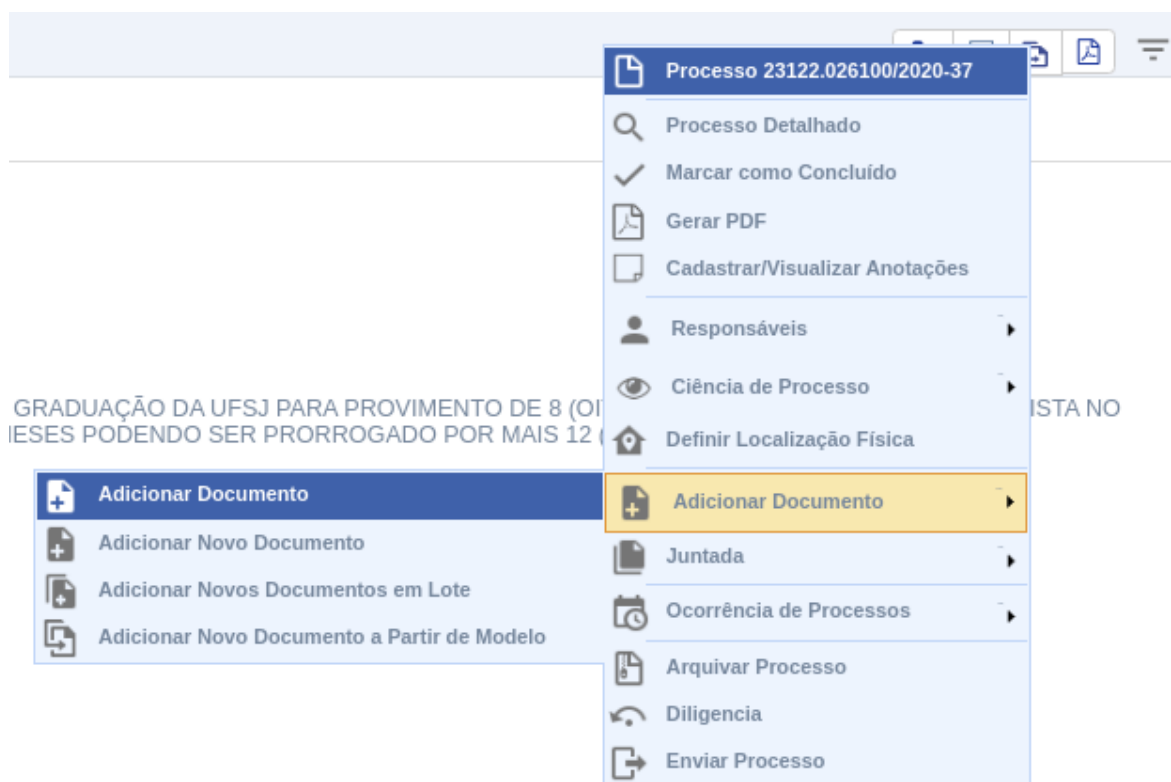 Processo 23122.026100/2020-37
Processo Detalhado
Marcar como Concluído
Gerar PDF
Cadastrar/Visualizar Anotações
Responsáveis
Ciência de Processo
GRADUAÇÃO DA UFSJ PARA PROVIMENTO DE 8 (OI
ISTA NO
IESES PODENDO SER PRORROGADO POR MAIS 12 (
Definir Localização Física
Adicionar Documento
Adicionar Documento
Adicionar Novo Documento
Adicionar Novos Documentos em Lote
Adicionar Novo Documento a Partir de Modelo
Juntada
Ocorrência de Processos
Arquivar Processo
Diligencia
Enviar Processo